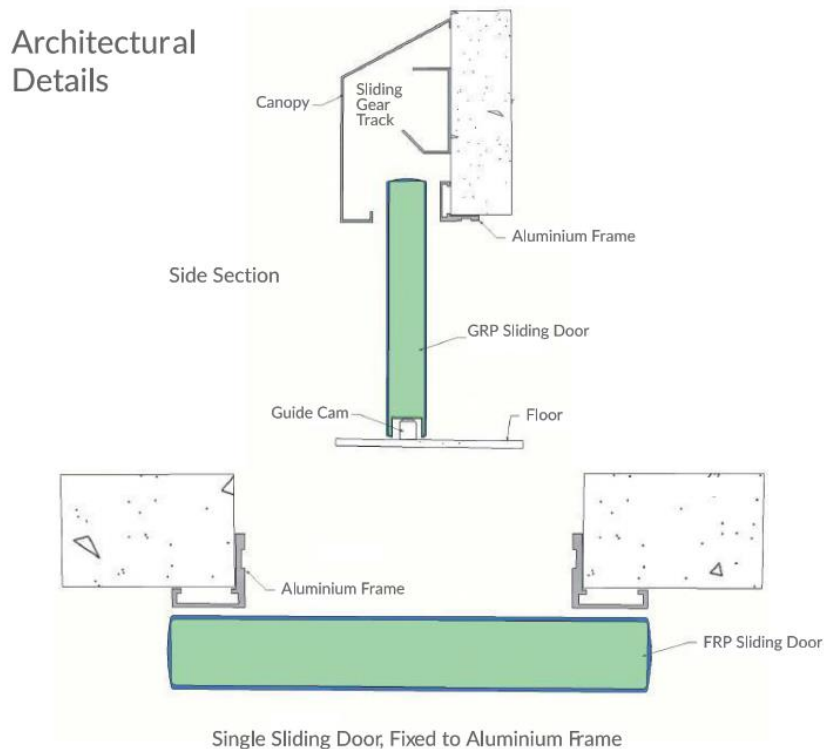 Architectural
Details
Canopy
Sliding
Gear
Track
Aluminium Frame
Side Section
GRP Sliding Door
Guide Cam
Floor
Aluminium Frame
FRP Sliding Door
Single Sliding Door, Fixed to Aluminium Frame